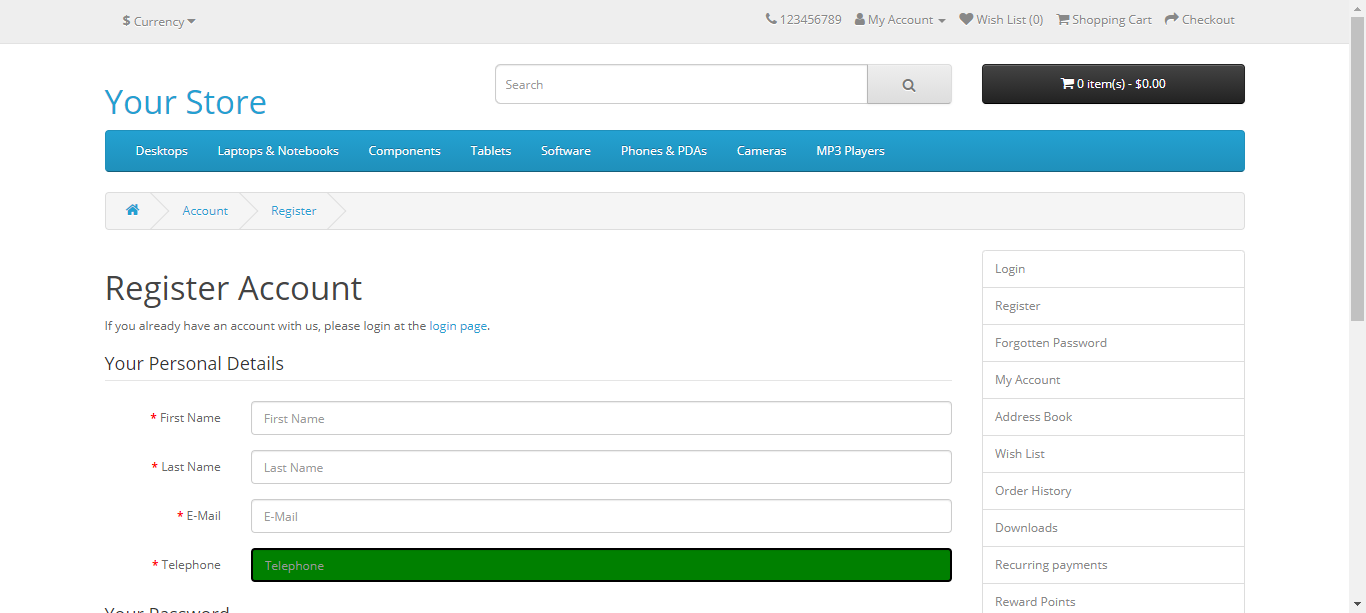 $ Currency
123456789 My Account Wish List (0) Shopping Cart Checkout
Your Store
Search
0 item(s) - $0.00
Desktops Laptops & Notebooks Components Tablets Software Phones & PDAs Cameras MP3 Players
Account Register
Register Account
If you already have an account with us, please login at the login page.
Your Personal Details
* First Name First Name
* Last Name Last Name
* E-Mail E-Mail
* Telephone Telephone
Your Password
Login
Register
Forgotten Password
My Account
Address Book
Wish List
Order History
Downloads
Recurring payments
Reward Points